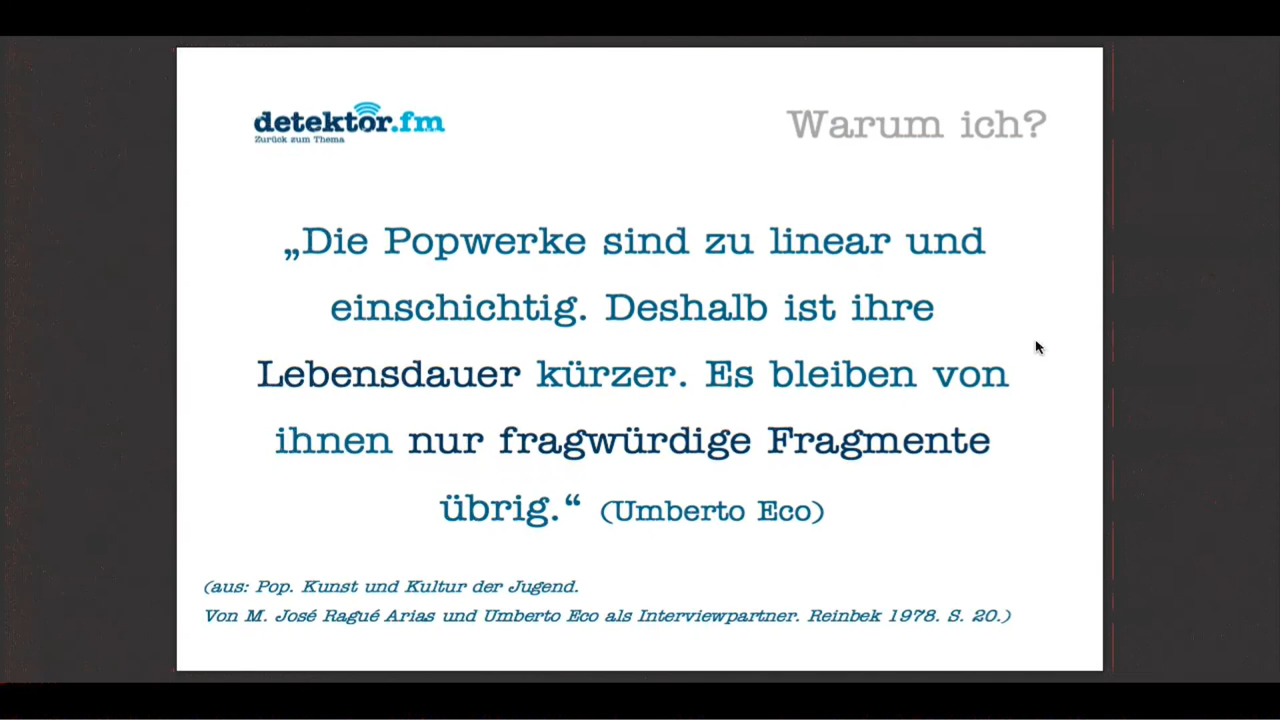 detektor.fm
Zurück zum Thema
Warum ich?
„Die Popwerke sind zu linear und
einschichtig. Deshalb ist ihre
Lebensdauer kürzer. Es bleiben von
ihnen nur fragwürdige Fragmente
übrig.“ (Umberto Eco)
(aus: Pop. Kunst und Kultur der Jugend.
Von M. José Ragué Arias und Umberto Eco als Interviewpartner. Reinbek 1978. S. 20.)